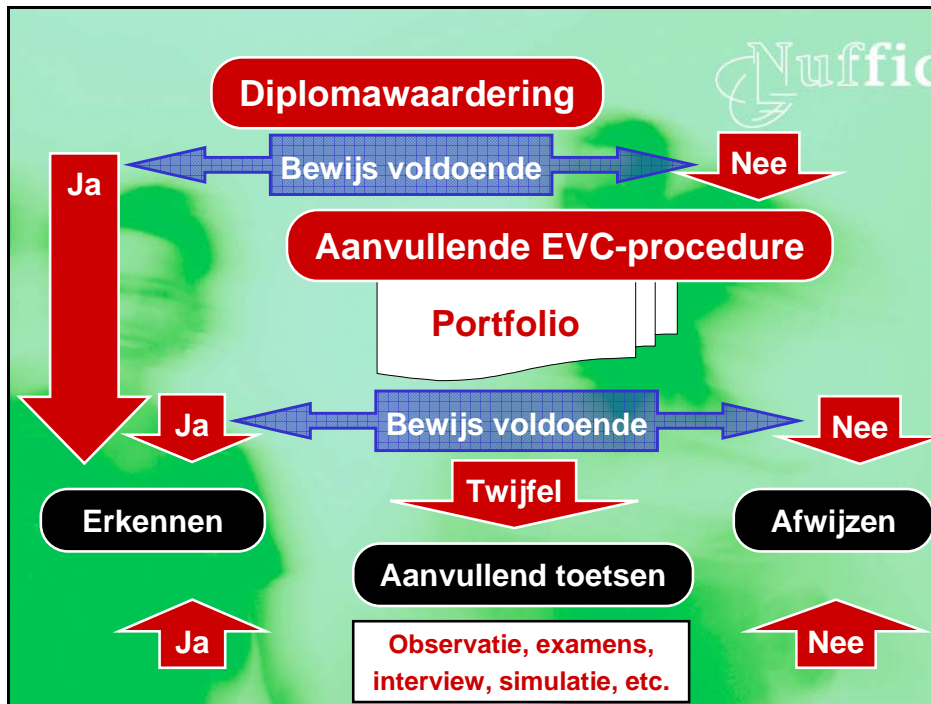 Nuffic
Diplomawaardering
Ja
Bewijs voldoende
Nee
Aanvullende EVC-procedure
Portfolio
Ja
Bewijs voldoende
Nee
Twijfel
Erkennen
Afwijzen
Aanvullend toetsen
Ja
Observatie, examens,
interview, simulatie, etc.
Nee